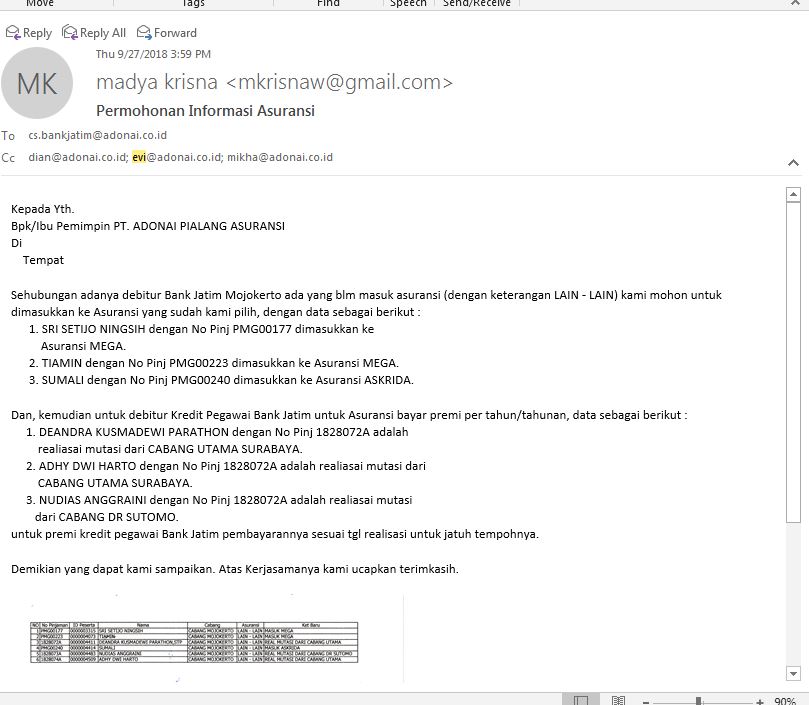 Move Tags Find Speech Send/Receive
Reply Reply All Forward
Thu 9/27/2018 3:59 PM
MK
madya krisna <mkrisnaw@gmail.com>
Permohonan Informasi Asuransi
To cs.bankjatim@adonai.co.id
Cc dian@adonai.co.id; evi@adonai.co.id; mikha@adonai.co.id
Kepada Yth.
Bpk/Ibu Pemimpin PT. ADONAI PIALANG ASURANSI
Di
Tempat
Sehubungan adanya debitur Bank Jatim Mojokerto ada yang blm masuk asuransi (dengan keterangan LAIN - LAIN) kami mohon untuk
dimasukkan ke Asuransi yang sudah kami pilih, dengan data sebagai berikut :
1. SRI SETIJO NINGSIH dengan No Pinj PMG00177 dimasukkan ke
Asuransi MEGA.
2. TIAMIN dengan No Pinj PMG00223 dimasukkan ke Asuransi MEGA.
3. SUMALI dengan No Pinj PMG00240 dimasukkan ke Asuransi ASKRIDA.
Dan, kemudian untuk debitur Kredit Pegawai Bank Jatim untuk Asuransi bayar premi per tahun/tahunan, data sebagai berikut :
1. DEANDRA KUSMADEWI PARATHON dengan No Pinj 1828072A adalah
realiasai mutasi dari CABANG UTAMA SURABAYA.
2. ADHY DWI HARTO dengan No Pinj 1828072A adalah realiasai mutasi dari
CABANG UTAMA SURABAYA.
3. NUDIAS ANGGRAINI dengan No Pinj 1828072A adalah realiasai mutasi
dari CABANG DR SUTOMO.
untuk premi kredit pegawai Bank Jatim pembayarannya sesuai tgl realisasi untuk jatuh tempohnya.
Demikian yang dapat kami sampaikan. Atas Kerjasamanya kami ucapkan terimkasih.
NO No Pinjaman ID Peserta Nama Cabang Asuransi Ket Baru
1 PMG00177 0000003315 SRI SETIJO NINGSIH CABANG MOJOKERTO LAIN - LAIN MASUK MEGA
2 PMG00223 0000004073 TIAMIN CABANG MOJOKERTO LAIN - LAIN MASUK MEGA
3 1828072A 0000004411 DEANDRA KUSMADEWI PARATHON,STP CABANG MOJOKERTO LAIN - LAIN REAL MUTASI DARI CABANG UTAMA
4 PMG00240 0000004414 SUMALI CABANG MOJOKERTO LAIN - LAIN MASUK ASKRIDA
5 1828073A 0000004483 NUDIAS ANGGRAINI CABANG MOJOKERTO LAIN - LAIN REAL MUTASI DARI CABANG DR SUTOMO
6 1828074A 0000004509 ADHY DWI HARTO CABANG MOJOKERTO LAIN - LAIN REAL MUTASI DARI CABANG UTAMA
90%